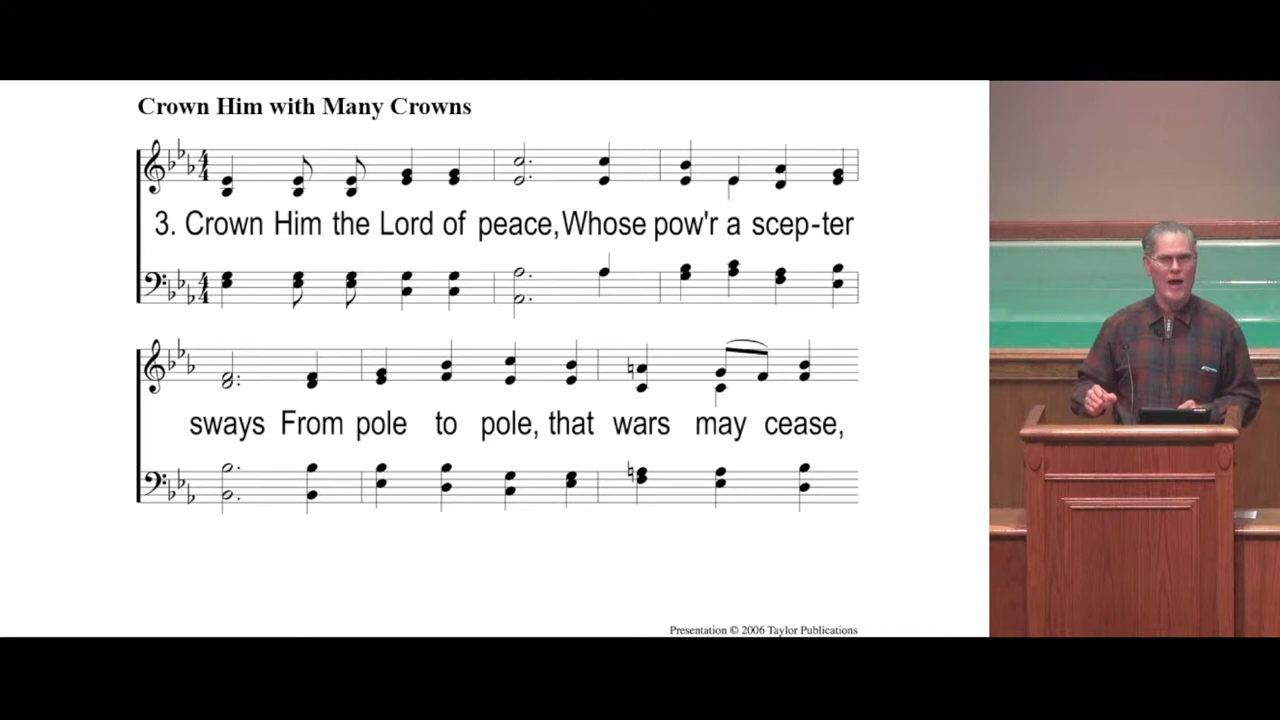 Crown Him with Many Crowns
3. Crown Him the Lord of peace, Whose pow'r a scep-ter
sways From pole to pole, that wars may cease,
Presentation © 2006 Taylor Publications